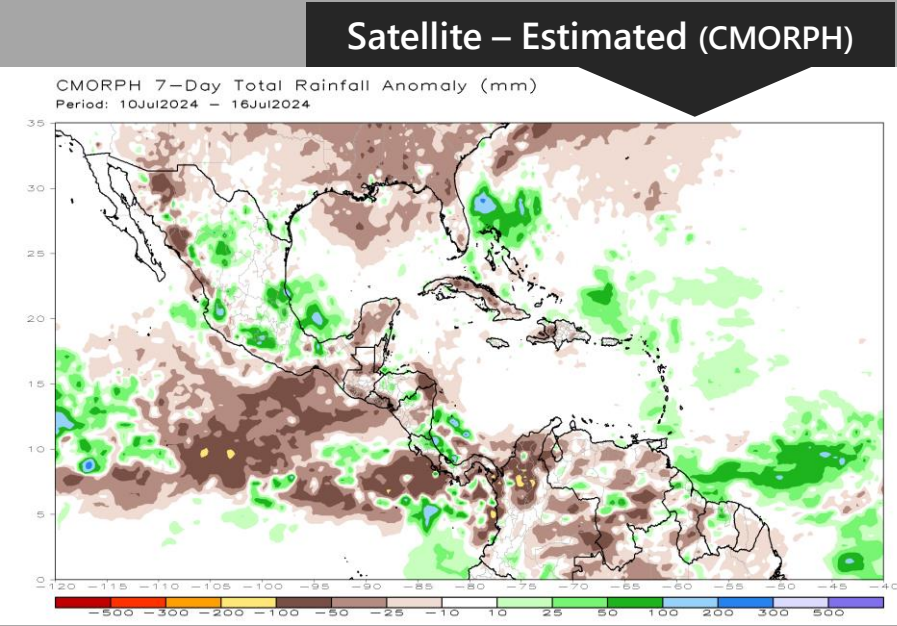 Satellite – Estimated (CMORPH)
CMORPH 7-Day Total Rainfall Anomaly (mm)
Period: 10Jul2024 – 16Jul2024
35
30
25
20
15
10
5
0
-120 -115 -110 -105 -100 -95 -90 -85 -80 -75 -70 -65 -60 -55 -50 -45 -40
-500 -300 -200 -100 -50 -25 -10 10 25 50 100 200 300 500